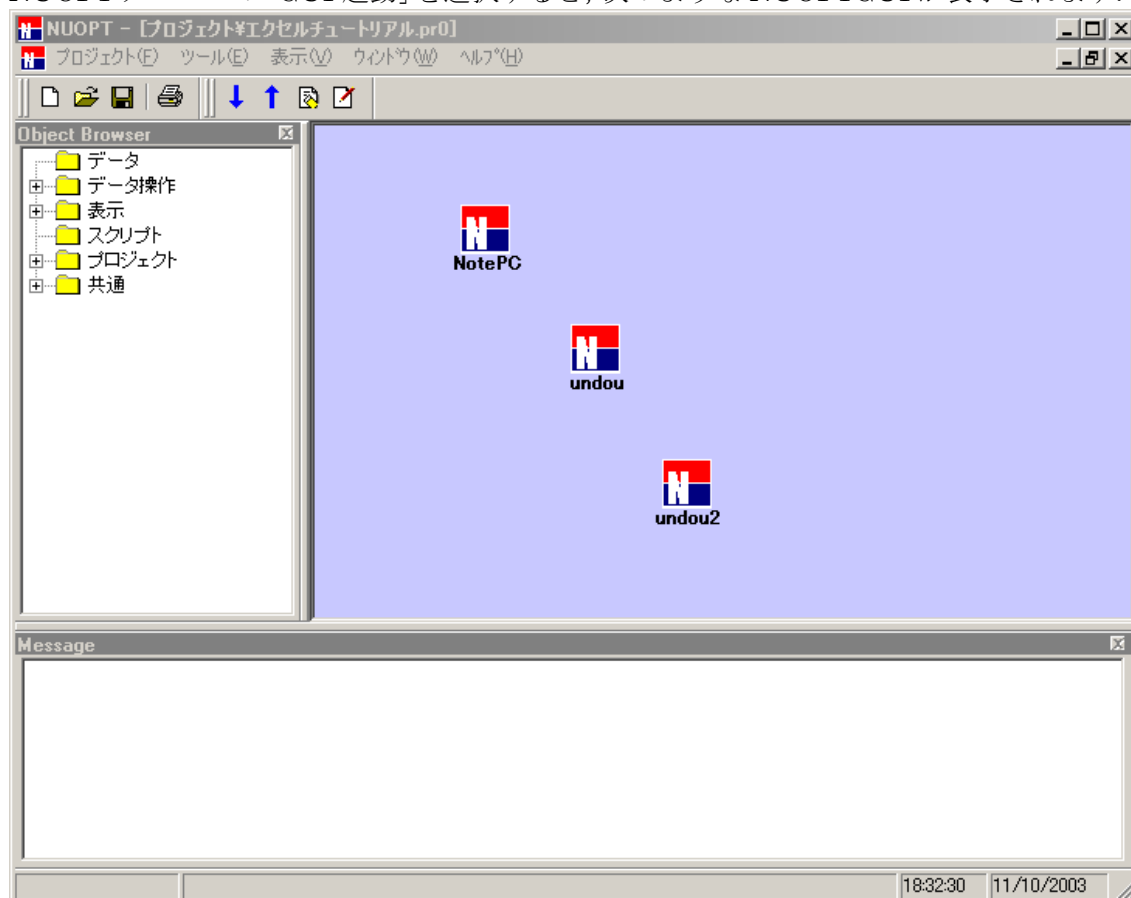 NUOPT - [プロジェクト¥エクセルチュートリアル.pr0]
プロジェクト(F) ツール(E) 表示(V) ウィンドウ(W) ヘルプ(H)
Object Browser
データ
データ操作
表示
スクリプト
プロジェクト
共通
NotePC
undou
undou2
Message
18:32:30 11/10/2003